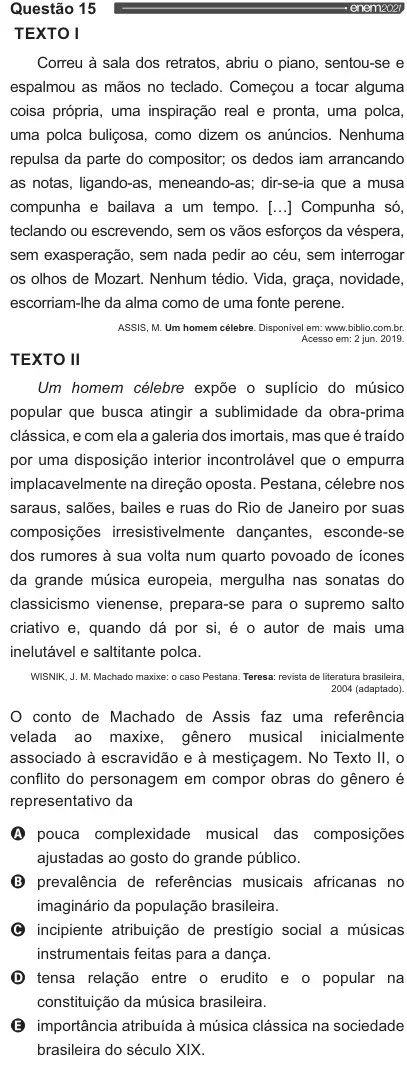 Questão 15 enem2021
TEXTO I
Correu à sala dos retratos, abriu o piano, sentou-se e
espalmou as mãos no teclado. Começou a tocar alguma
coisa própria, uma inspiração real e pronta, uma polca,
uma polca buliçosa, como dizem os anúncios. Nenhuma
repulsa da parte do compositor; os dedos iam arrancando
as notas, ligando-as, meneando-as; dir-se-ia que a musa
compunha e bailava a um tempo. […] Compunha só,
teclando ou escrevendo, sem os vãos esforços da véspera,
sem exasperação, sem nada pedir ao céu, sem interrogar
os olhos de Mozart. Nenhum tédio. Vida, graça, novidade,
escorriam-lhe da alma como de uma fonte perene.
ASSIS, M. Um homem célebre. Disponível em: www.biblio.com.br.
Acesso em: 2 jun. 2019.
TEXTO II
Um homem célebre expõe o suplício do músico
popular que busca atingir a sublimidade da obra-prima
clássica, e com ela a galeria dos imortais, mas que é traído
por uma disposição interior incontrolável que o empurra
implacavelmente na direção oposta. Pestana, célebre nos
saraus, salões, bailes e ruas do Rio de Janeiro por suas
composições irresistivelmente dançantes, esconde-se
dos rumores à sua volta num quarto povoado de ícones
da grande música europeia, mergulha nas sonatas do
classicismo vienense, prepara-se para o supremo salto
criativo e, quando dá por si, é o autor de mais uma
inelutável e saltitante polca.
WISNIK, J. M. Machado maxixe: o caso Pestana. Teresa: revista de literatura brasileira,
2004 (adaptado).
O conto de Machado de Assis faz uma referência
velada ao maxixe, gênero musical inicialmente
associado à escravidão e à mestiçagem. No Texto II, o
conflito do personagem em compor obras do gênero é
representativo da
A pouca complexidade musical das composições
ajustadas ao gosto do grande público.
B prevalência de referências musicais africanas no
imaginário da população brasileira.
C incipiente atribuição de prestígio social a músicas
instrumentais feitas para a dança.
D tensa relação entre o erudito e o popular na
constituição da música brasileira.
E importância atribuída à música clássica na sociedade
brasileira do século XIX.